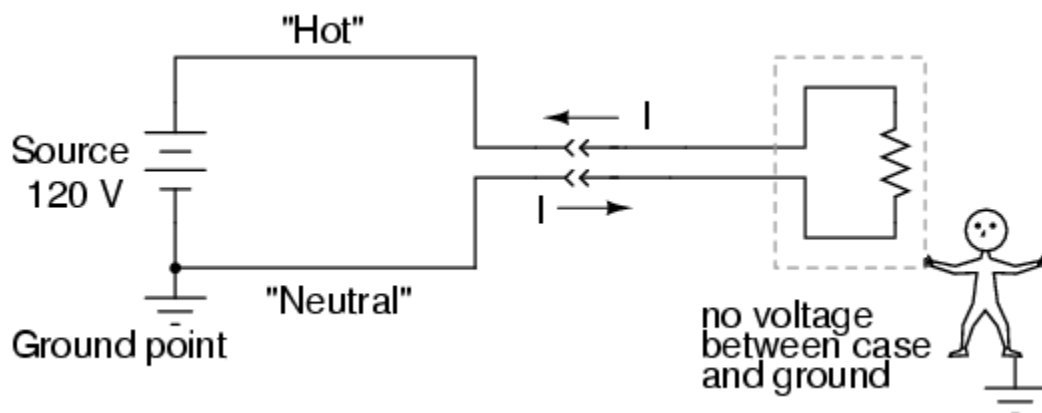 "Hot"
I
Source
120 V
I
"Neutral"
Ground point
no voltage
between case
and ground